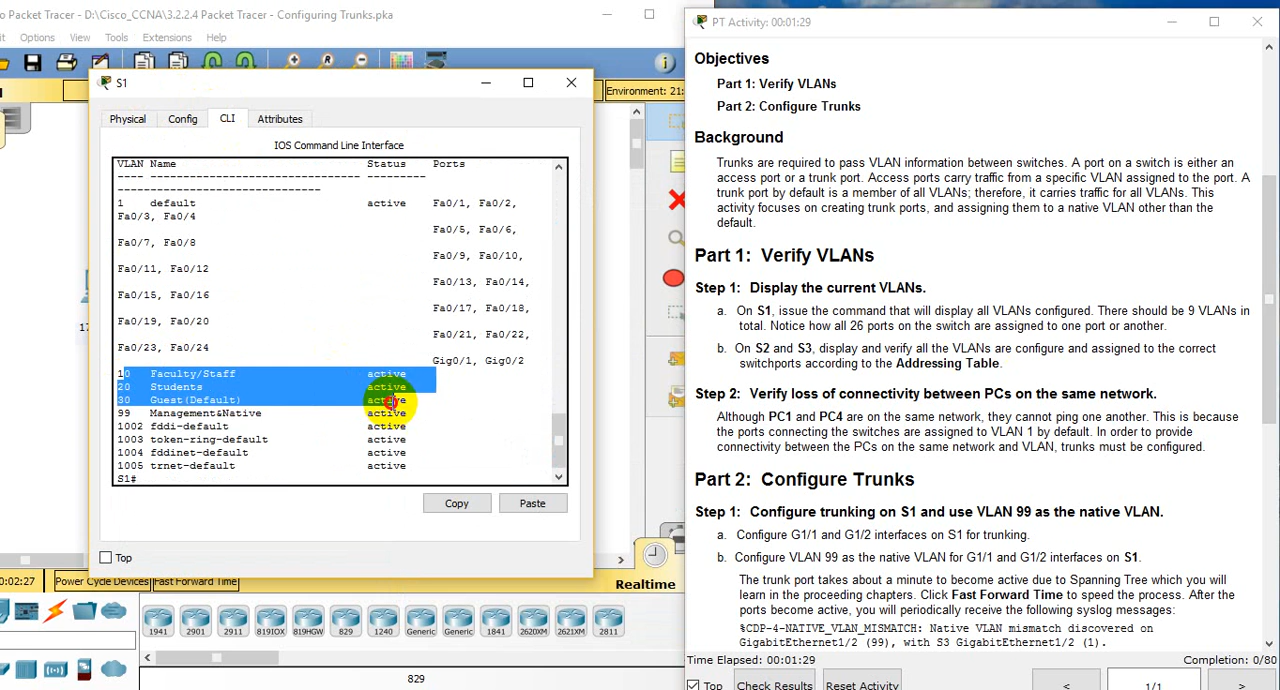 o Packet Tracer - D:\Cisco_CCNA\3.2.2.4 Packet Tracer - Configuring Trunks.pka
it Options View Tools Extensions Help
Environment: 21:
S1
Physical Config CLI Attributes
IOS Command Line Interface
VLAN Name Status Ports
---- -------------------------------- ---------
-------------------------------
1 default active Fa0/1, Fa0/2,
Fa0/3, Fa0/4
Fa0/5, Fa0/6,
Fa0/7, Fa0/8
Fa0/9, Fa0/10,
Fa0/11, Fa0/12
Fa0/13, Fa0/14,
Fa0/15, Fa0/16
Fa0/17, Fa0/18,
Fa0/19, Fa0/20
Fa0/21, Fa0/22,
Fa0/23, Fa0/24
Gig0/1, Gig0/2
10 Faculty/Staff active
20 Students active
30 Guest(Default) active
99 Management&Native active
1002 fddi-default active
1003 token-ring-default active
1004 fddinet-default active
1005 trnet-default active
S1#
Copy Paste
Top
17
0:02:27 Power Cycle Devices Fast Forward Time
Realtime
1941 2901 2911 819IOX 819HGW 829 1240 Generic Generic 1841 2620XM 2621XM 2811
829
PT Activity: 00:01:29
Objectives
Part 1: Verify VLANs
Part 2: Configure Trunks
Background
Trunks are required to pass VLAN information between switches. A port on a switch is either an
access port or a trunk port. Access ports carry traffic from a specific VLAN assigned to the port. A
trunk port by default is a member of all VLANs; therefore, it carries traffic for all VLANs. This
activity focuses on creating trunk ports, and assigning them to a native VLAN other than the
default.
Part 1: Verify VLANs
Step 1: Display the current VLANs.
a. On S1, issue the command that will display all VLANs configured. There should be 9 VLANs in
total. Notice how all 26 ports on the switch are assigned to one port or another.
b. On S2 and S3, display and verify all the VLANs are configure and assigned to the correct
switchports according to the Addressing Table.
Step 2: Verify loss of connectivity between PCs on the same network.
Although PC1 and PC4 are on the same network, they cannot ping one another. This is because
the ports connecting the switches are assigned to VLAN 1 by default. In order to provide
connectivity between the PCs on the same network and VLAN, trunks must be configured.
Part 2: Configure Trunks
Step 1: Configure trunking on S1 and use VLAN 99 as the native VLAN.
a. Configure G1/1 and G1/2 interfaces on S1 for trunking.
b. Configure VLAN 99 as the native VLAN for G1/1 and G1/2 interfaces on S1.
The trunk port takes about a minute to become active due to Spanning Tree which you will
learn in the proceeding chapters. Click Fast Forward Time to speed the process. After the
ports become active, you will periodically receive the following syslog messages:
%CDP-4-NATIVE_VLAN_MISMATCH: Native VLAN mismatch discovered on
GigabitEthernet1/2 (99), with S3 GigabitEthernet1/2 (1).
Time Elapsed: 00:01:29 Completion: 0/80
Top Check Results Reset Activity < 1/1 >